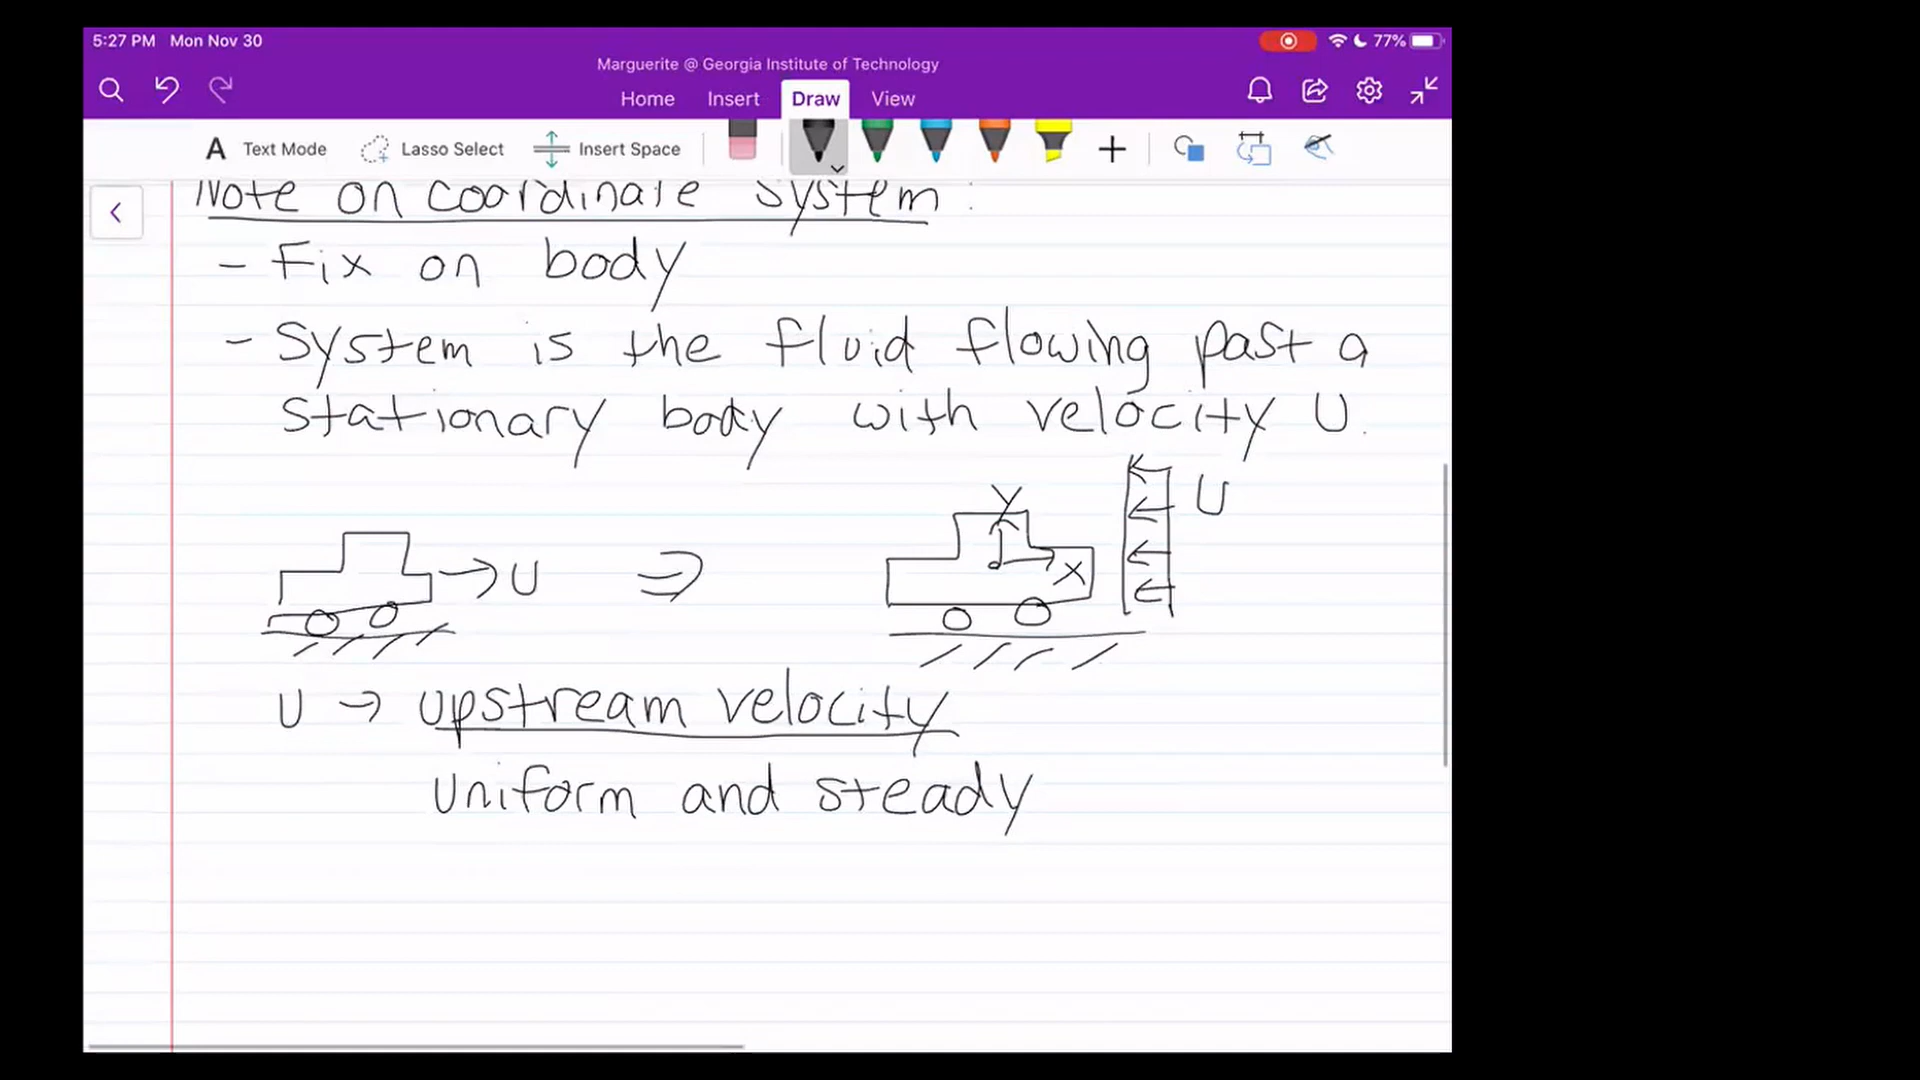 5:27 PM Mon Nov 30
77%
Marguerite @ Georgia Institute of Technology
Home Insert Draw View
A Text Mode Lasso Select Insert Space
Note on coordinate system:
- Fix on body
- System is the fluid flowing past a
stationary body with velocity U.
→ U ⇒ Y X U
U → upstream velocity
uniform and steady